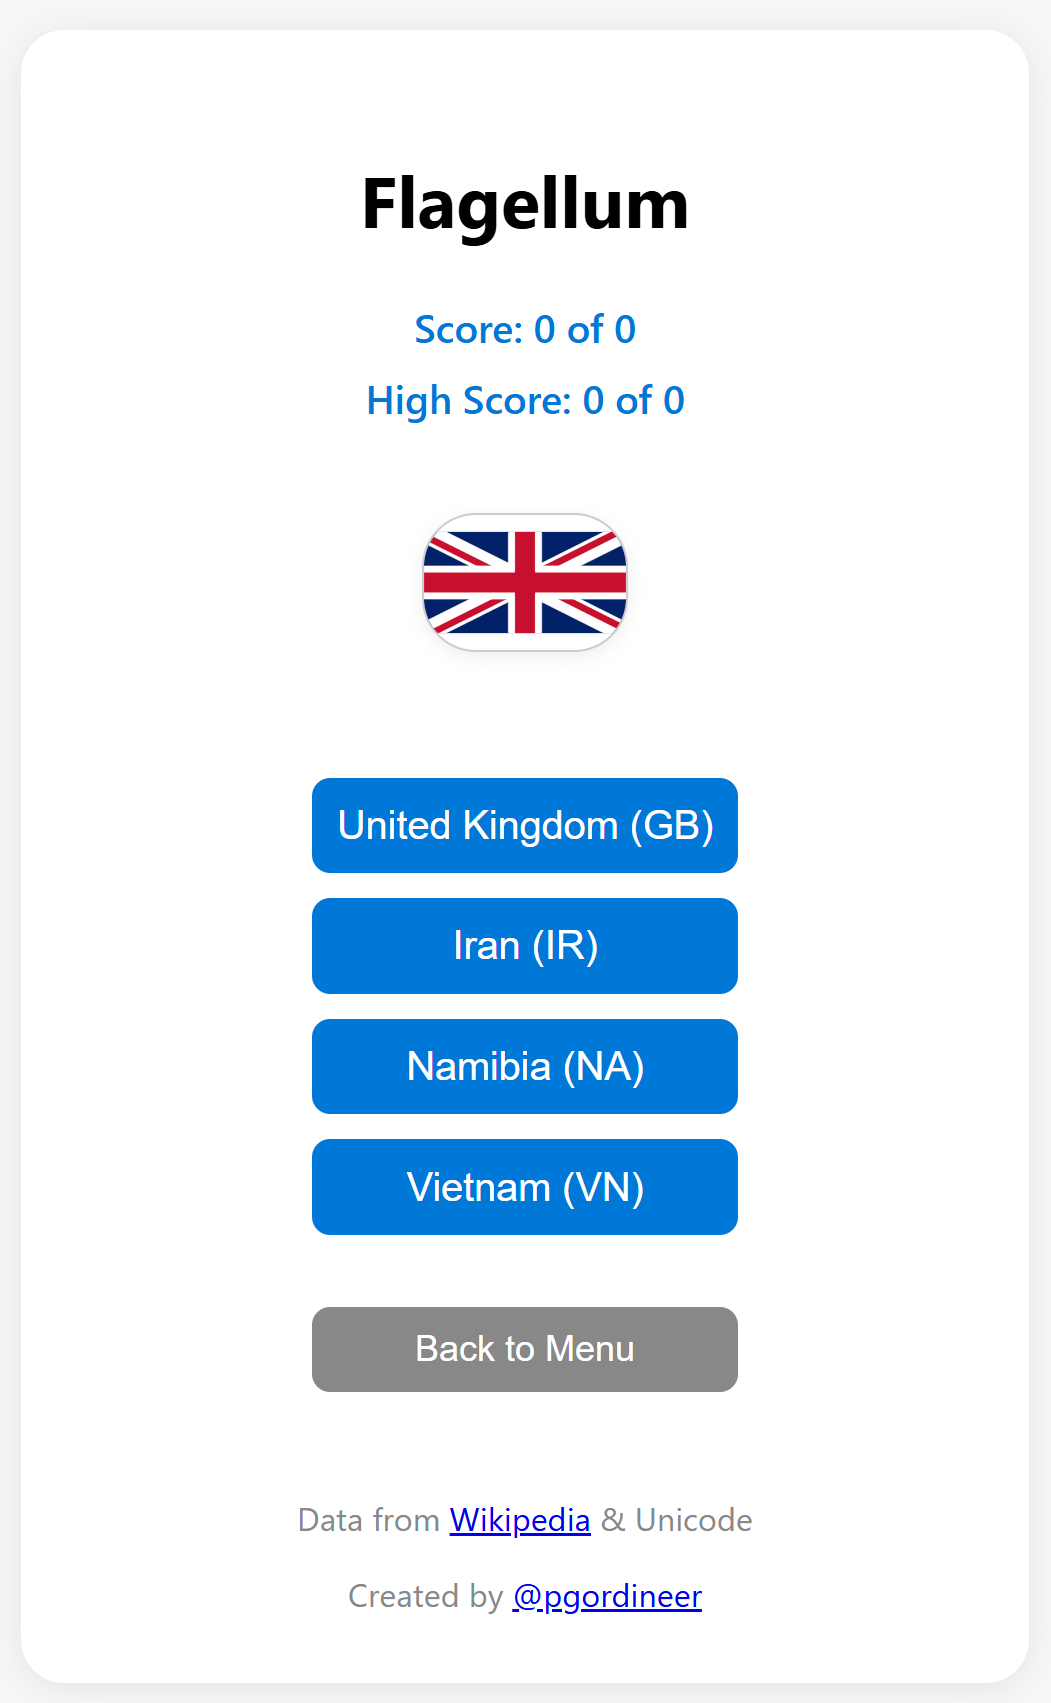 Flagellum
Score: 0 of 0
High Score: 0 of 0
United Kingdom (GB)
Iran (IR)
Namibia (NA)
Vietnam (VN)
Back to Menu
Data from Wikipedia & Unicode
Created by @pgordineer